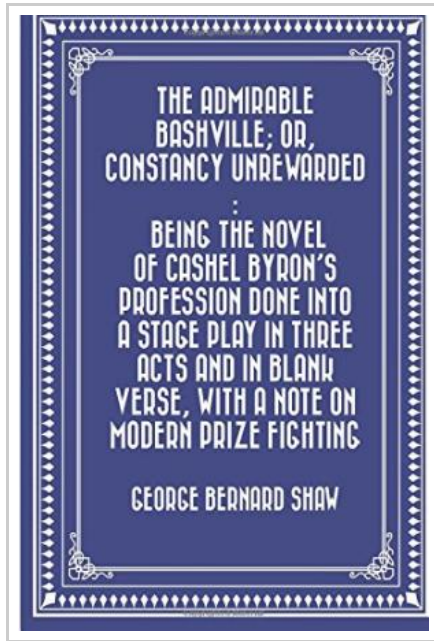 THE ADMIRABLE
BASHVILLE; OR,
CONSTANCY UNREWARDED
:
BEING THE NOVEL
OF CASHEL BYRON'S
PROFESSION DONE INTO
A STAGE PLAY IN THREE
ACTS AND IN BLANK
VERSE, WITH A NOTE ON
MODERN PRIZE FIGHTING
GEORGE BERNARD SHAW